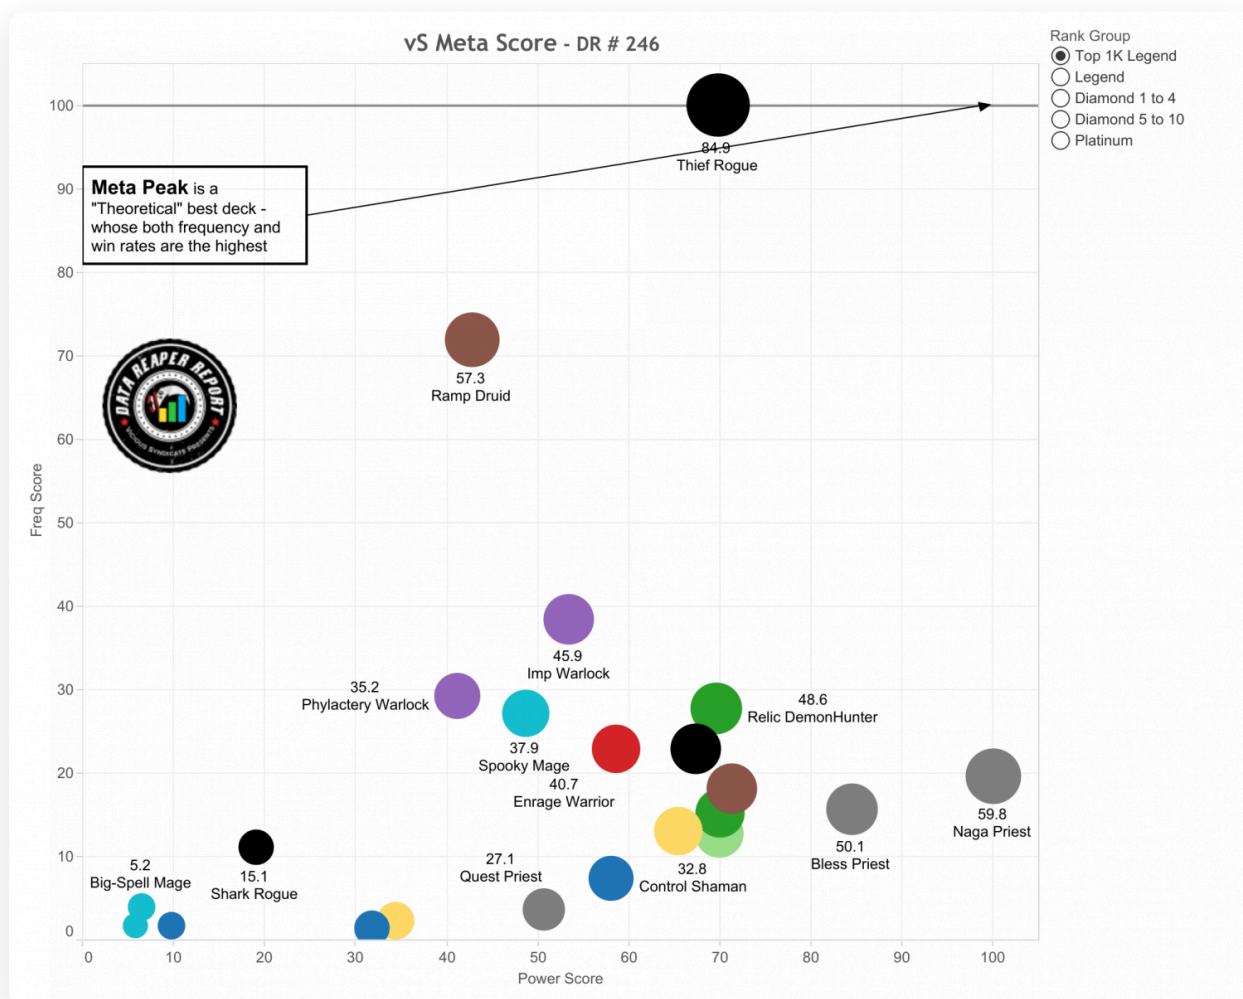 vS Meta Score - DR # 246
Rank Group
Top 1K Legend
Legend
Diamond 1 to 4
Diamond 5 to 10
Platinum
100
90
80
70
60
50
40
30
20
10
0
Freq Score
Meta Peak is a
"Theoretical" best deck -
whose both frequency and
win rates are the highest
DATA REAPER REPORT
VICIOUS SYNDICATE PRESENTS
84.9
Thief Rogue
57.3
Ramp Druid
45.9
Imp Warlock
35.2
Phylactery Warlock
48.6
Relic DemonHunter
37.9
Spooky Mage
40.7
Enrage Warrior
59.8
Naga Priest
50.1
Bless Priest
5.2
Big-Spell Mage
15.1
Shark Rogue
27.1
Quest Priest
32.8
Control Shaman
0
10
20
30
40
50
60
70
80
90
100
Power Score